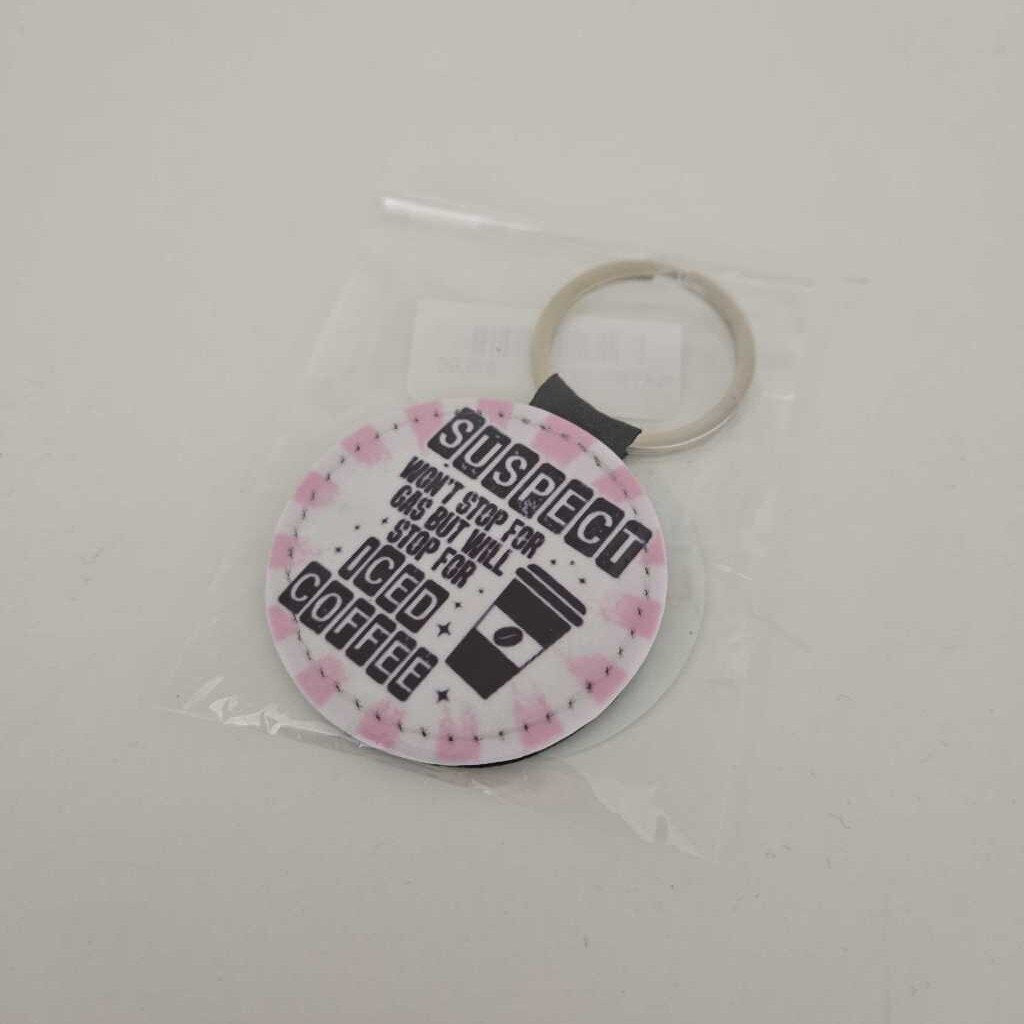 SUSPECT
WON'T STOP FOR
GAS BUT WILL
STOP FOR
ICED
COFFEE